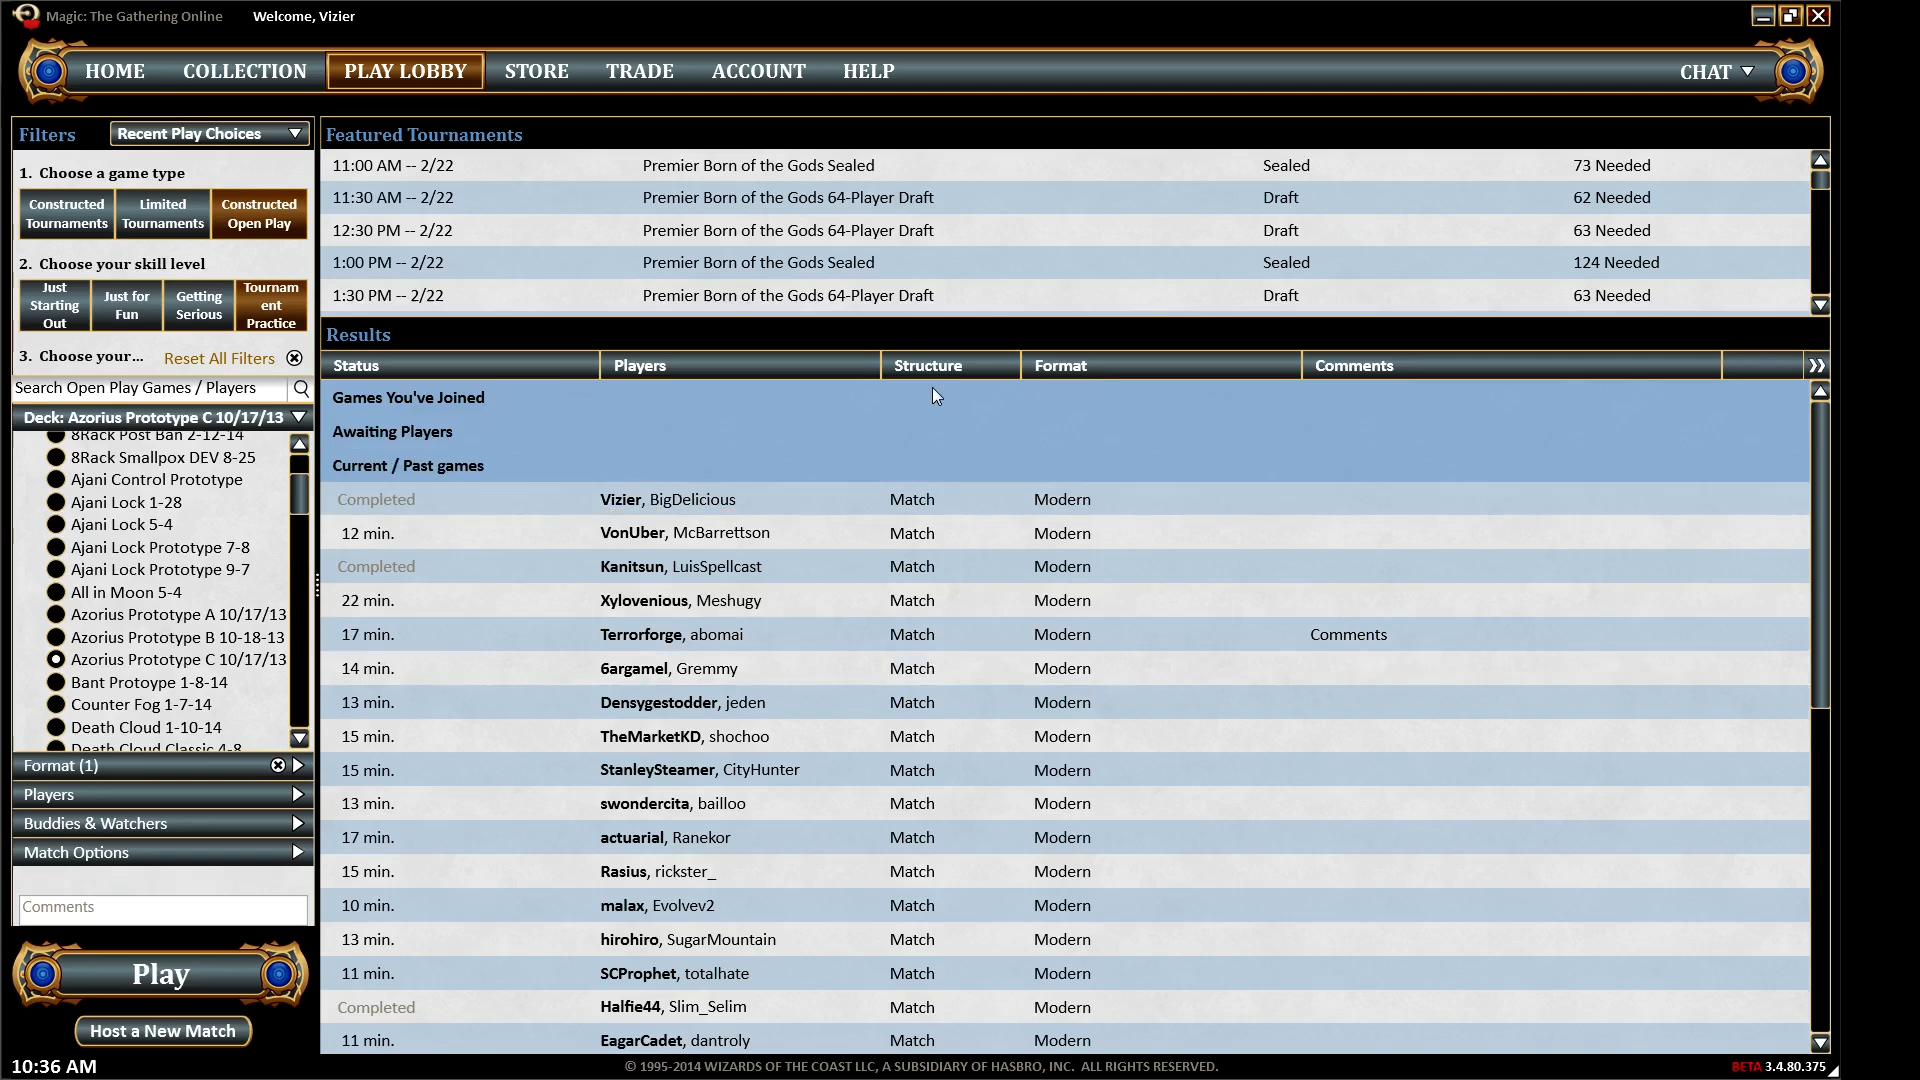 Magic: The Gathering Online Welcome, Vizier
HOME COLLECTION PLAY LOBBY STORE TRADE ACCOUNT HELP CHAT
Filters Recent Play Choices
1. Choose a game type
Constructed Tournaments
Limited Tournaments
Constructed Open Play
2. Choose your skill level
Just Starting Out
Just for Fun
Getting Serious
Tournam ent Practice
3. Choose your... Reset All Filters
Search Open Play Games / Players
Deck: Azorius Prototype C 10/17/13
8Rack Post Ban 2-12-14
8Rack Smallpox DEV 8-25
Ajani Control Prototype
Ajani Lock 1-28
Ajani Lock 5-4
Ajani Lock Prototype 7-8
Ajani Lock Prototype 9-7
All in Moon 5-4
Azorius Prototype A 10/17/13
Azorius Prototype B 10-18-13
Azorius Prototype C 10/17/13
Bant Protoype 1-8-14
Counter Fog 1-7-14
Death Cloud 1-10-14
Death Cloud Classic 4-8
Format (1)
Players
Buddies & Watchers
Match Options
Comments
Play
Host a New Match
10:36 AM
Featured Tournaments
11:00 AM -- 2/22 Premier Born of the Gods Sealed Sealed 73 Needed
11:30 AM -- 2/22 Premier Born of the Gods 64-Player Draft Draft 62 Needed
12:30 PM -- 2/22 Premier Born of the Gods 64-Player Draft Draft 63 Needed
1:00 PM -- 2/22 Premier Born of the Gods Sealed Sealed 124 Needed
1:30 PM -- 2/22 Premier Born of the Gods 64-Player Draft Draft 63 Needed
Results
Status Players Structure Format Comments
Games You've Joined
Awaiting Players
Current / Past games
Completed Vizier, BigDelicious Match Modern
12 min. VonUber, McBarrettson Match Modern
Completed Kanitsun, LuisSpellcast Match Modern
22 min. Xylovenious, Meshugy Match Modern
17 min. Terrorforge, abomai Match Modern Comments
14 min. 6argamel, Gremmy Match Modern
13 min. Densygestodder, jeden Match Modern
15 min. TheMarketKD, shochoo Match Modern
15 min. StanleySteamer, CityHunter Match Modern
13 min. swondercita, bailloo Match Modern
17 min. actuarial, Ranekor Match Modern
15 min. Rasius, rickster_ Match Modern
10 min. malax, Evolvev2 Match Modern
13 min. hirohiro, SugarMountain Match Modern
11 min. SCProphet, totalhate Match Modern
Completed Halfie44, Slim_Selim Match Modern
11 min. EagarCadet, dantroly Match Modern
© 1995-2014 WIZARDS OF THE COAST LLC, A SUBSIDIARY OF HASBRO, INC. ALL RIGHTS RESERVED.
BETA 3.4.80.375